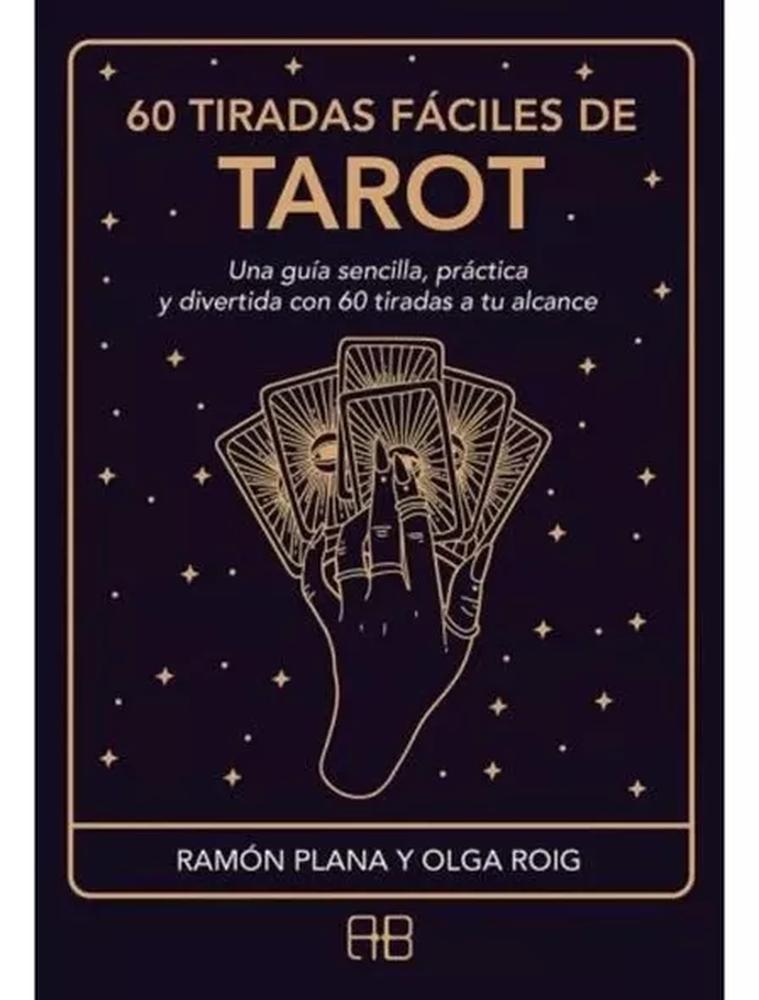 60 TIRADAS FÁCILES DE
TAROT
Una guía sencilla, práctica
y divertida con 60 tiradas a tu alcance
RAMÓN PLANA Y OLGA ROIG
AB